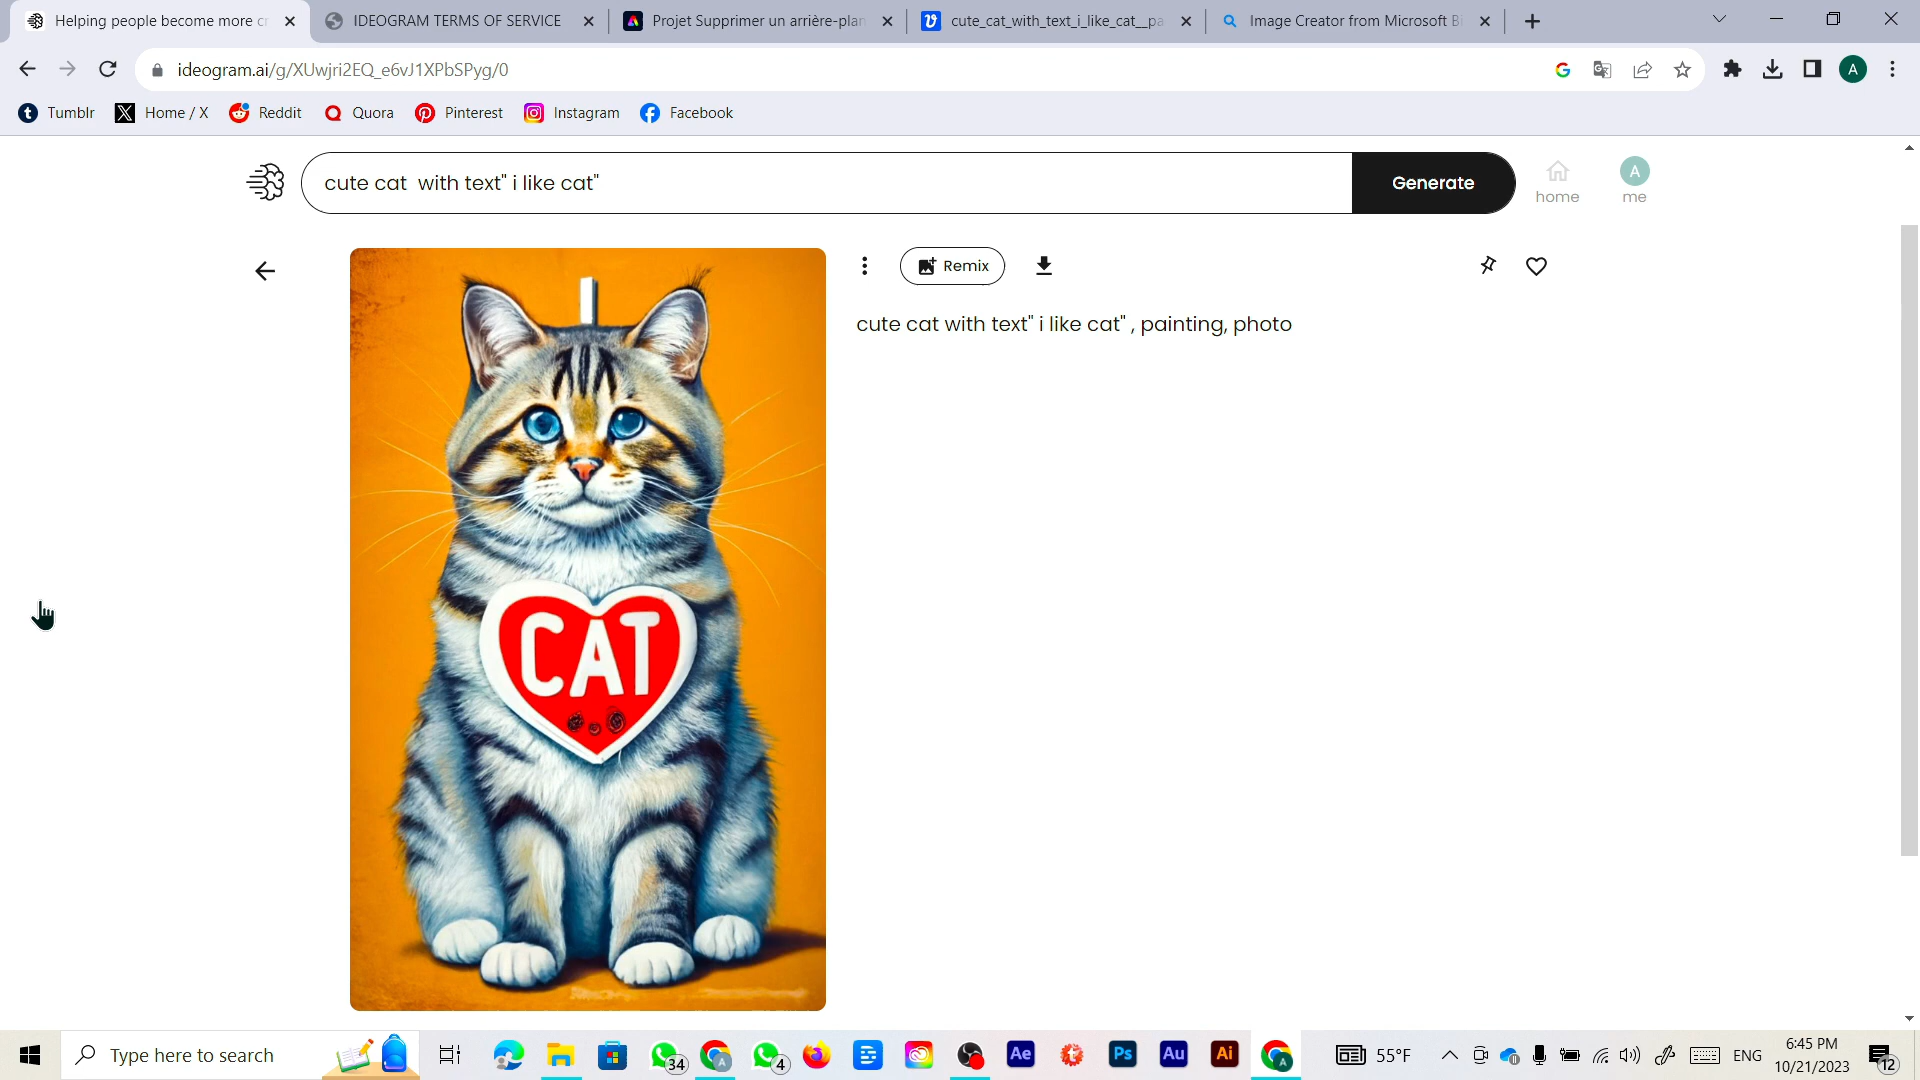 Helping people become more cr
IDEOGRAM TERMS OF SERVICE
Projet Supprimer un arrière-plan
cute_cat_with_text_i_like_cat__pa
Image Creator from Microsoft Bi
ideogram.ai/g/XUwjri2EQ_e6vJ1XPbSPyg/0
A
Tumblr
Home / X
Reddit
Quora
Pinterest
Instagram
Facebook
cute cat  with text" i like cat"
Generate
home
A
me
Remix
cute cat with text" i like cat" , painting, photo
CAT
Type here to search
34
A
4
Ae
Ps
Au
Ai
A
55°F
ENG
6:45 PM
10/21/2023
12